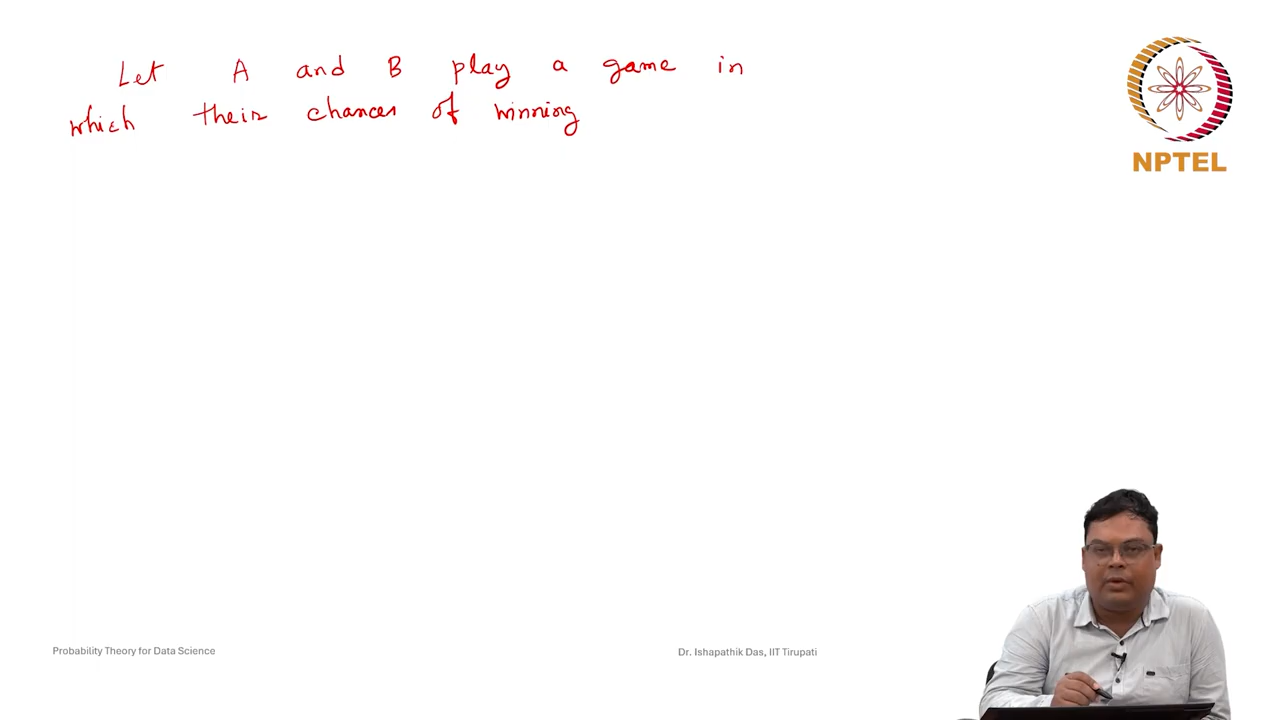 Let A and B play a game in
which their chances of winning
NPTEL
Probability Theory for Data Science
Dr. Ishapathik Das, IIT Tirupati